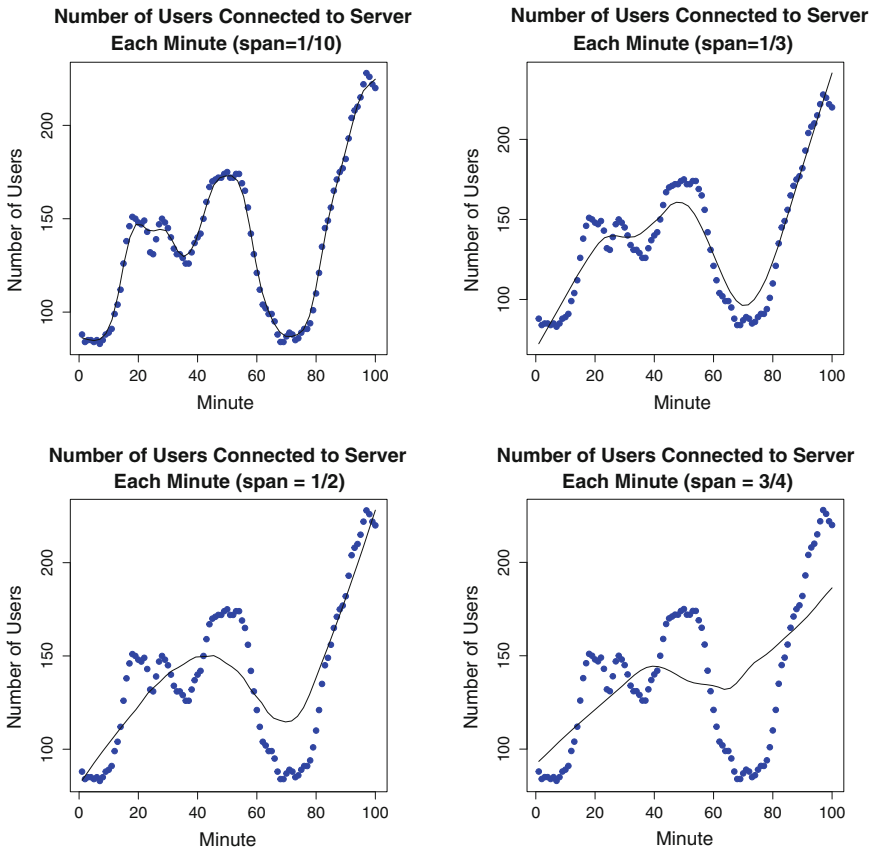 Number of Users Connected to Server
Each Minute (span=1/10)
Number of Users
200
150
100
0 20 40 60 80 100
Minute
Number of Users Connected to Server
Each Minute (span=1/3)
Number of Users
200
150
100
0 20 40 60 80 100
Minute
Number of Users Connected to Server
Each Minute (span = 1/2)
Number of Users
200
150
100
0 20 40 60 80 100
Minute
Number of Users Connected to Server
Each Minute (span = 3/4)
Number of Users
200
150
100
0 20 40 60 80 100
Minute